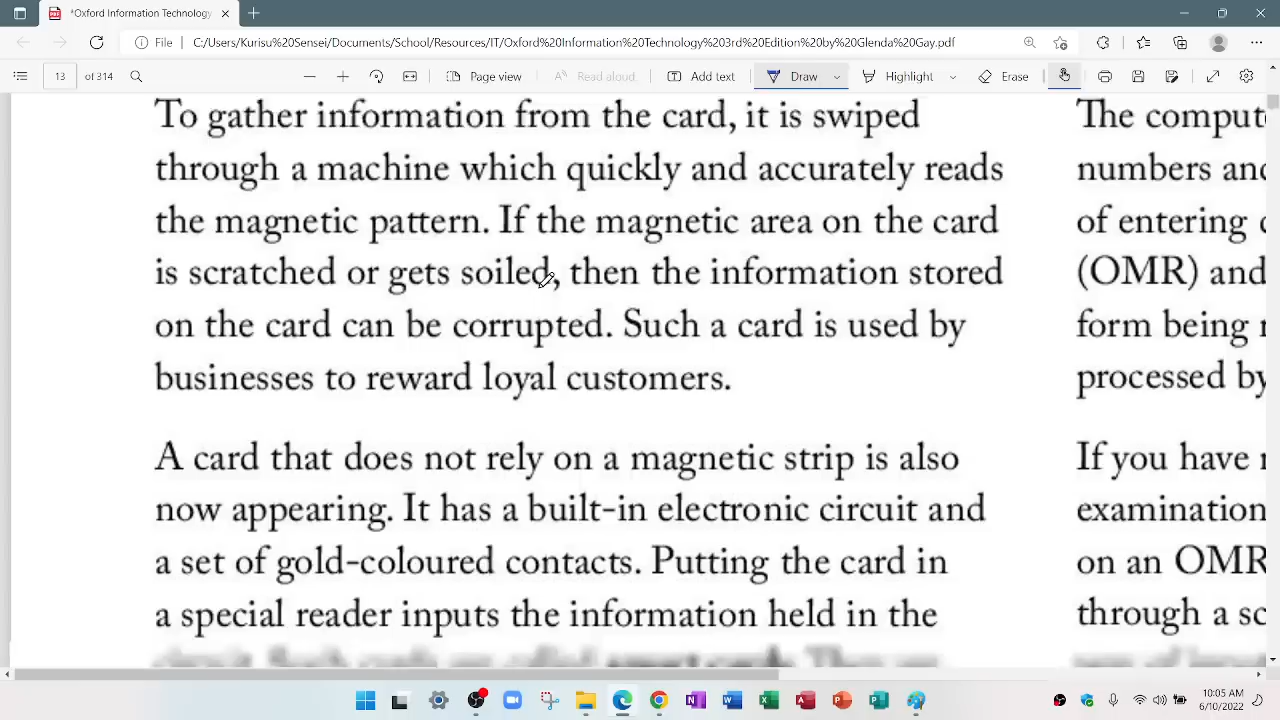 *Oxford Information Technology
File
C:/Users/Kurisu%20Sensei/Documents/School/Resources/IT/Oxford%20Information%20Technology%203rd%20Edition%20by%20Glenda%20Gay.pdf
13 of 314
Page view
Read aloud
Add text
Draw
Highlight
Erase
To gather information from the card, it is swiped
through a machine which quickly and accurately reads
the magnetic pattern. If the magnetic area on the card
is scratched or gets soiled, then the information stored
on the card can be corrupted. Such a card is used by
businesses to reward loyal customers.
A card that does not rely on a magnetic strip is also
now appearing. It has a built-in electronic circuit and
a set of gold-coloured contacts. Putting the card in
a special reader inputs the information held in the
The
numbers
of entering
(OMR) and
form being
processed by
If you have
examination
on an OMR
through a
10:05 AM
6/10/2022